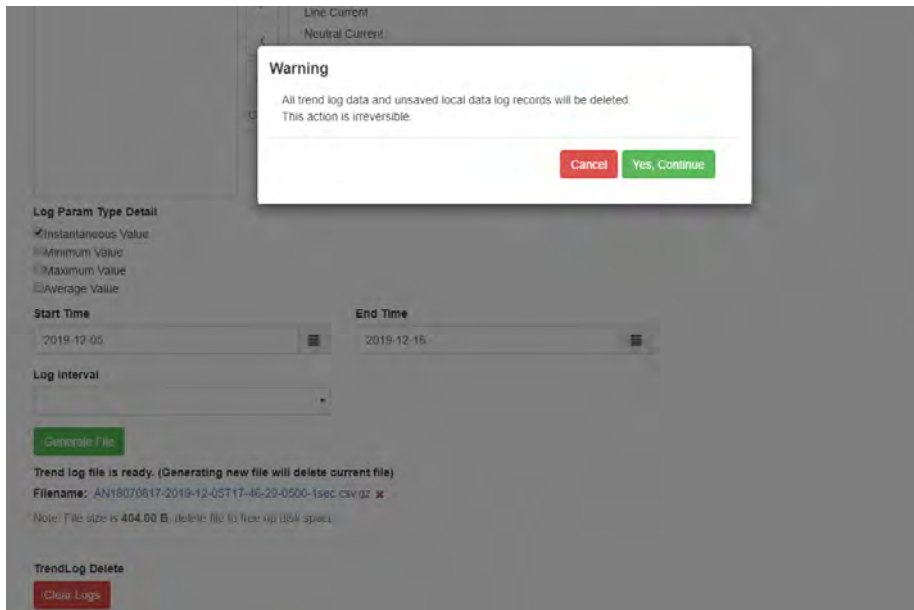 Line Current
Neutral Current
Warning
All trend log data and unsaved local data log records will be deleted.
This action is irreversible.
Cancel
Yes, Continue
Log Param Type Detail
Instantaneous Value
Minimum Value
Maximum Value
Average Value
Start Time
End Time
2019-12-05
2019-12-16
Log Interval
Generate File
Trend log file is ready. (Generating new file will delete current file)
Filename: AN18070817-2019-12-05T17-46-29-0500-1sec.csv.gz ×
Note: File size is 404.00 B, delete file to free up disk space.
TrendLog Delete
Clear Logs